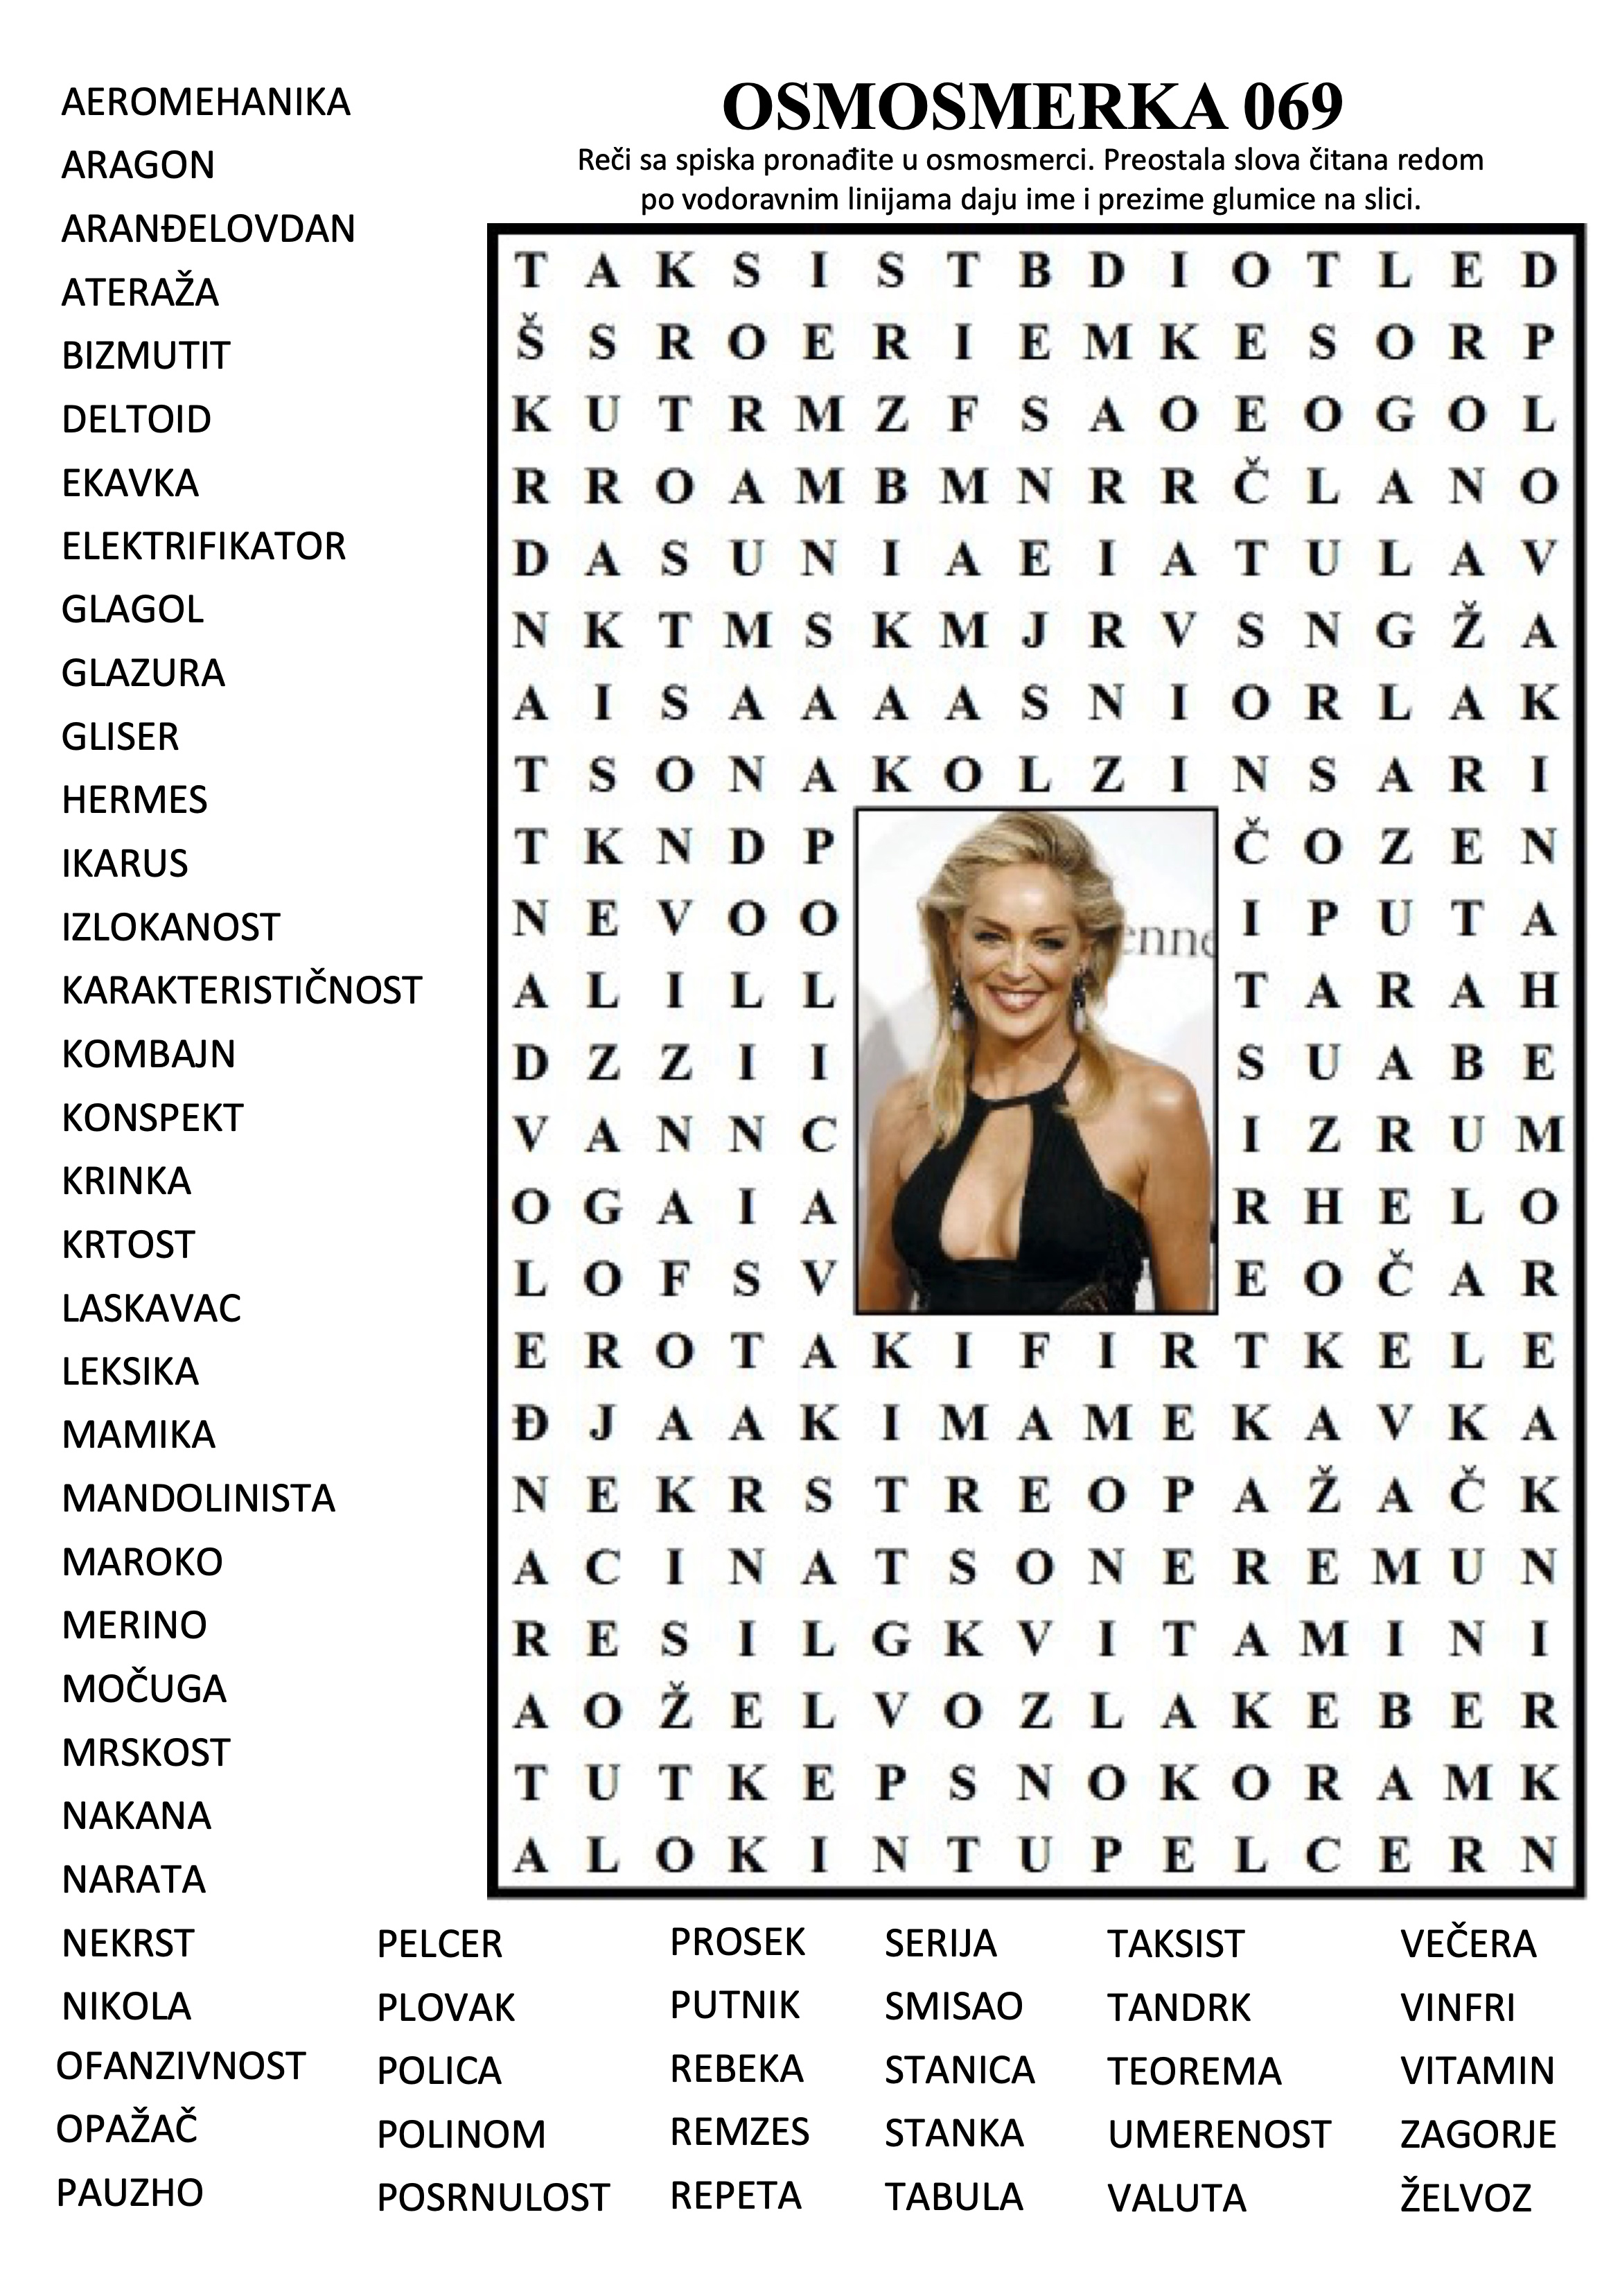 OSMOSMERKA 069
Reči sa spiska pronađite u osmosmerci. Preostala slova čitana redom
po vodoravnim linijama daju ime i prezime glumice na slici.
AEROMEHANIKA
ARAGON
ARANĐELOVDAN
ATERAŽA
BIZMUTIT
DELTOID
EKAVKA
ELEKTRIFIKATOR
GLAGOL
GLAZURA
GLISER
HERMES
IKARUS
IZLOKANOST
KARAKTERISTIČNOST
KOMBAJN
KONSPEKT
KRINKA
KRTOST
LASKAVAC
LEKSIKA
MAMIKA
MANDOLINISTA
MAROKO
MERINO
MOČUGA
MRSKOST
NAKANA
NARATA
T A K S I S T B D I O T L E D
Š S R O E R I E M K E S O R P
K U T R M Z F S A O E O G O L
R R O A M B M N R R Č L A N O
D A S U N I A E I A T U L A V
N K T M S K M J R V S N G Ž A
A I S A A A A S N I O R L A K
T S O N A K O L Z I N S A R I
T K N D P Č O Z E N
N E V O O enne I P U T A
A L I L L T A R A H
D Z Z I I S U A B E
V A N N C I Z R U M
O G A I A R H E L O
L O F S V E O Č A R
E R O T A K I F I R T K E L E
Đ J A A K I M A M E K A V K A
N E K R S T R E O P A Ž A Č K
A C I N A T S O N E R E M U N
R E S I L G K V I T A M I N I
A O Ž E L V O Z L A K E B E R
T U T K E P S N O K O R A M K
A L O K I N T U P E L C E R N
NEKRST PELCER PROSEK SERIJA TAKSIST VEČERA
NIKOLA PLOVAK PUTNIK SMISAO TANDRK VINFRI
OFANZIVNOST POLICA REBEKA STANICA TEOREMA VITAMIN
OPAŽAČ POLINOM REMZES STANKA UMERENOST ZAGORJE
PAUZHO POSRNULOST REPETA TABULA VALUTA ŽELVOZ